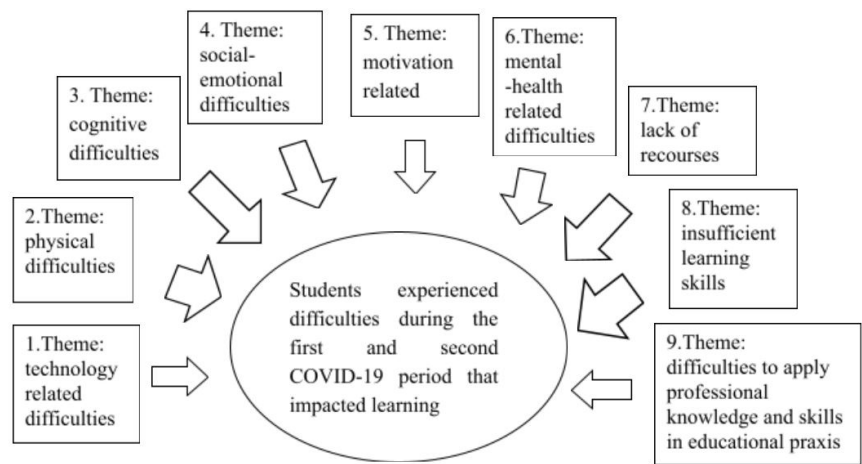 1.Theme:
technology
related
difficulties
2.Theme:
physical
difficulties
3. Theme:
cognitive
difficulties
4. Theme:
social-
emotional
difficulties
5. Theme:
motivation
related
6.Theme:
mental
-health
related
difficulties
7.Theme:
lack of
recourses
8.Theme:
insufficient
learning
skills
9.Theme:
difficulties to apply
professional
knowledge and skills
in educational praxis
Students experienced
difficulties during the
first and second
COVID-19 period that
impacted learning